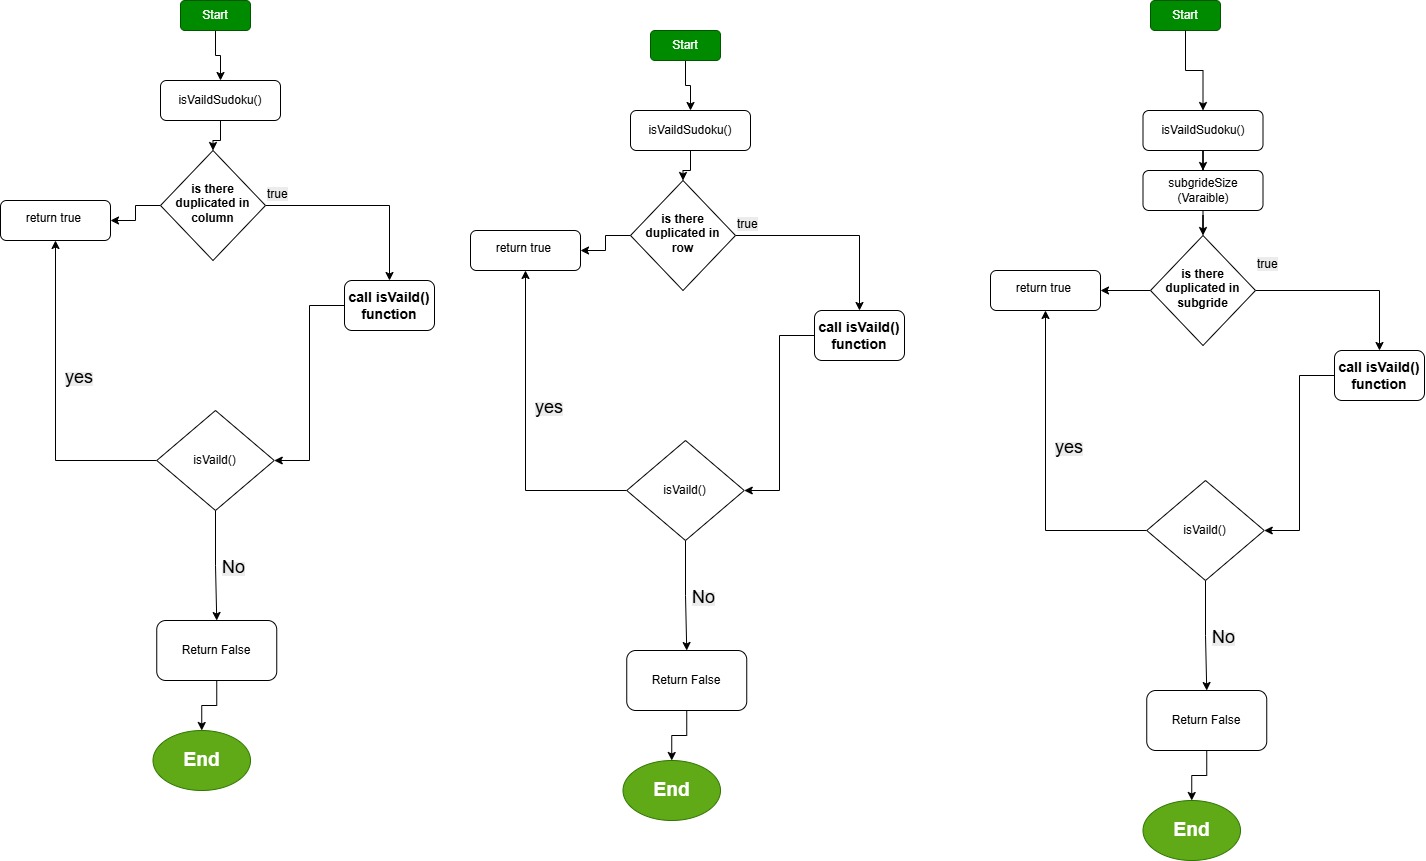 Start
isVaildSudoku()
is there
duplicated in
column
true
return true
call isVaild()
function
yes
isVaild()
No
Return False
End
Start
isVaildSudoku()
is there
duplicated in
row
true
return true
call isVaild()
function
yes
isVaild()
No
Return False
End
Start
isVaildSudoku()
subgrideSize
(Varaible)
is there
duplicated in
subgride
true
return true
call isVaild()
function
yes
isVaild()
No
Return False
End